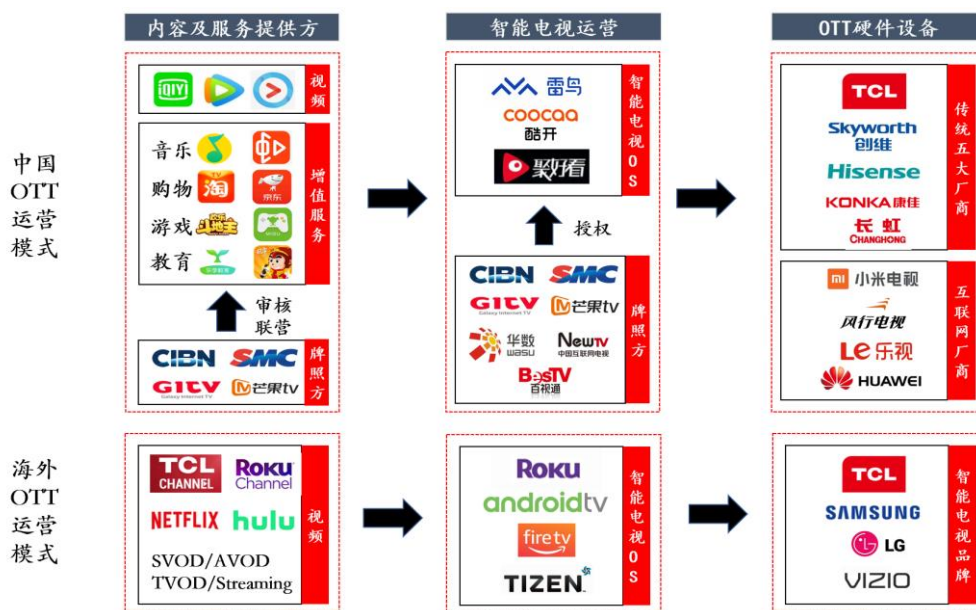 内容及服务提供方
智能电视运营
OTT硬件设备
中国
OTT
运营
模式
iQIYI
视频
音乐
购物
淘
京东
游戏
欢乐
斗地主
教育
增值服务
审核
联营
CIBN
SMC
GITV
Galaxy Internet TV
芒果tv
牌照方
雷鸟
coocaa
酷开
聚好看
智能电视OS
授权
CIBN
SMC
GITV
Galaxy Internet TV
芒果tv
华数
wasu
NewTV
中国互联网电视
BesTV
百视通
牌照方
TCL
Skyworth
创维
Hisense
KONKA康佳
长虹
CHANGHONG
传统五大厂商
mi
小米电视
风行电视
Le乐视
HUAWEI
互联网厂商
海外
OTT
运营
模式
TCL
CHANNEL
Roku
Channel
NETFLIX
hulu
SVOD/AVOD
TVOD/Streaming
视频
Roku
androidtv
firetv
TIZEN
智能电视OS
TCL
SAMSUNG
LG
VIZIO
智能电视品牌